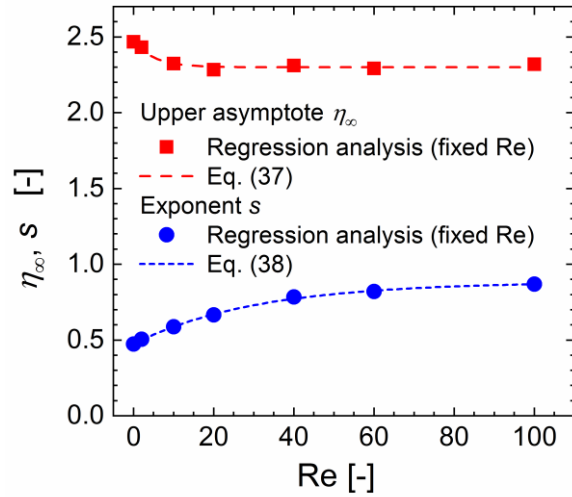 2.5
2.0
1.5
1.0
0.5
0.0
η∞, s [-]
Upper asymptote η∞
Regression analysis (fixed Re)
Eq. (37)
Exponent s
Regression analysis (fixed Re)
Eq. (38)
0 20 40 60 80 100
Re [-]